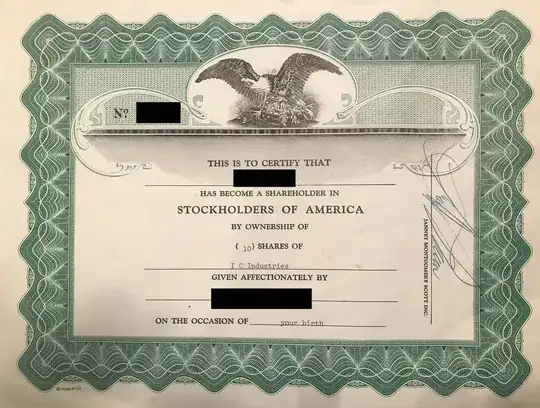 Nº
THIS IS TO CERTIFY THAT
HAS BECOME A SHAREHOLDER IN
STOCKHOLDERS OF AMERICA
BY OWNERSHIP OF
( 10) SHARES OF
I C Industries
GIVEN AFFECTIONATELY BY
ON THE OCCASION OF your birth
JANNEY MONTGOMERY SCOTT INC.